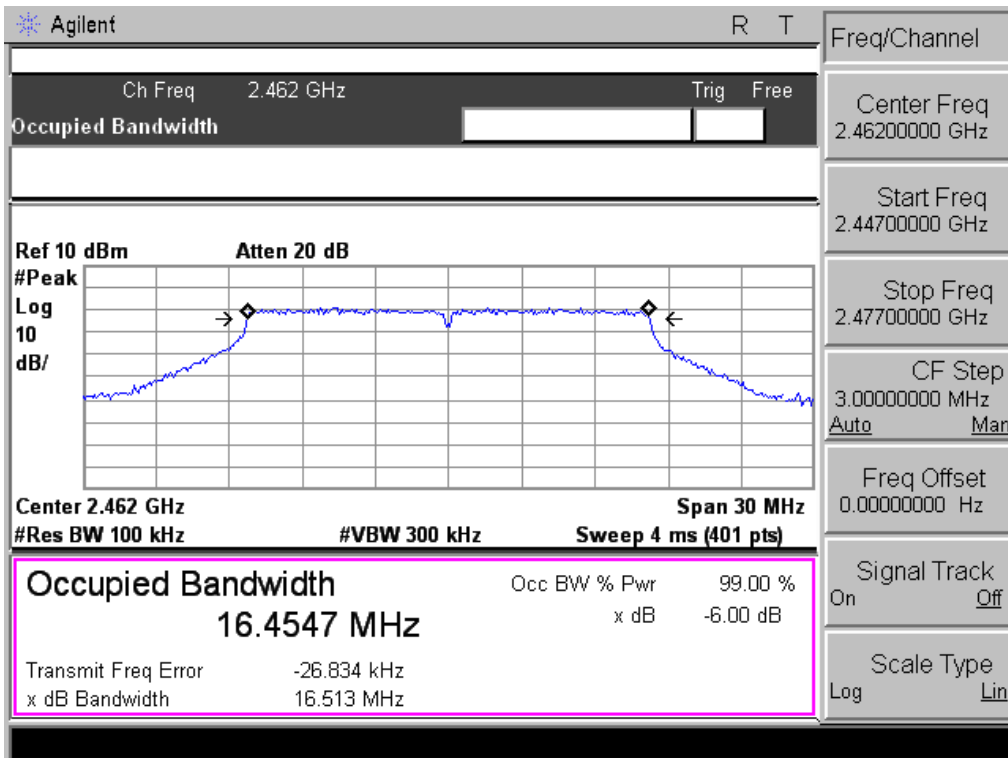 Agilent R T
Ch Freq 2.462 GHz Trig Free
Occupied Bandwidth
Ref 10 dBm Atten 20 dB
#Peak
Log
10
dB/
Center 2.462 GHz Span 30 MHz
#Res BW 100 kHz #VBW 300 kHz Sweep 4 ms (401 pts)
Occupied Bandwidth
16.4547 MHz
Occ BW % Pwr 99.00 %
x dB -6.00 dB
Transmit Freq Error -26.834 kHz
x dB Bandwidth 16.513 MHz
Freq/Channel
Center Freq
2.46200000 GHz
Start Freq
2.44700000 GHz
Stop Freq
2.47700000 GHz
CF Step
3.00000000 MHz
Auto Man
Freq Offset
0.00000000 Hz
Signal Track
On Off
Scale Type
Log Lin